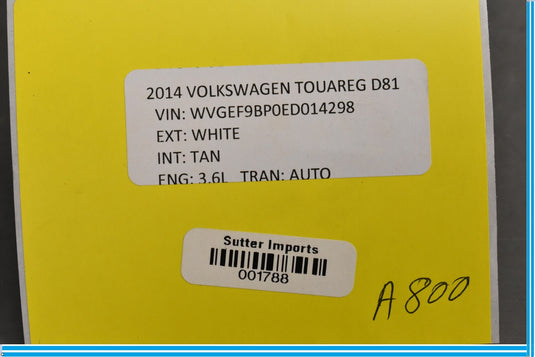 2014 VOLKSWAGEN TOUAREG D81
VIN: WVGEF9BP0ED014298
EXT: WHITE
INT: TAN
ENG: 3.6L TRAN: AUTO
Sutter Imports
001788
A800